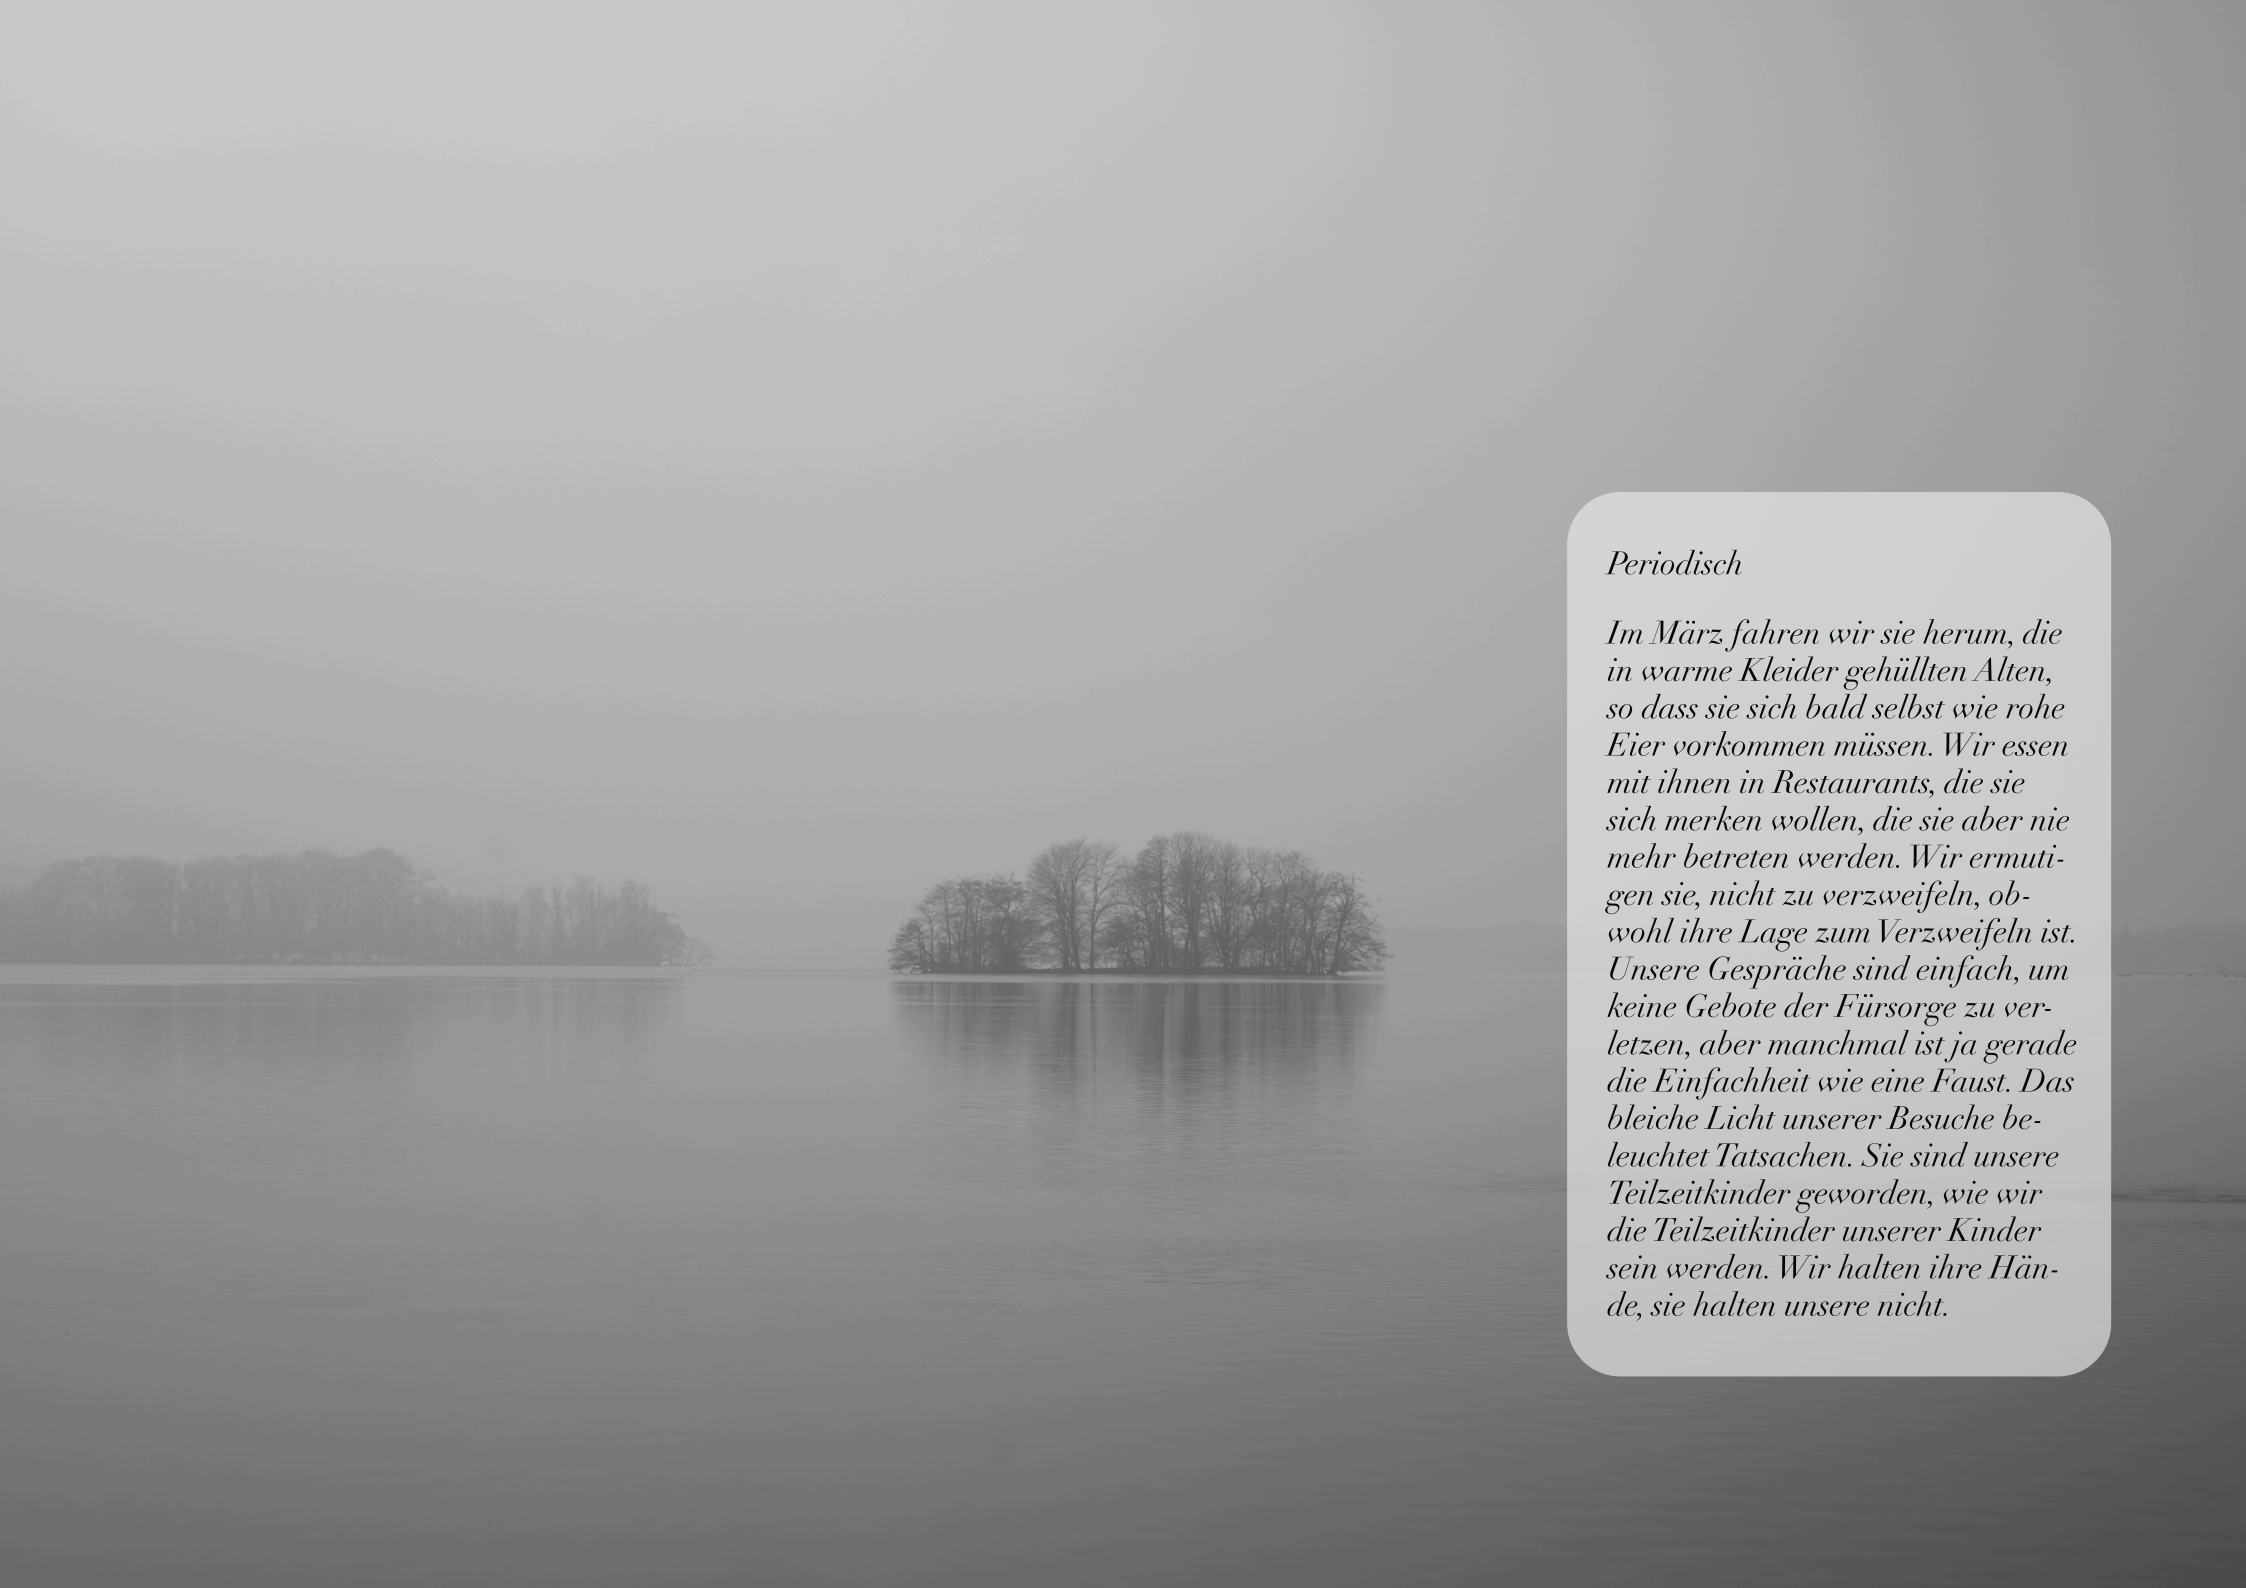 Periodisch
Im März fahren wir sie herum, die
in warme Kleider gehüllten Alten,
so dass sie sich bald selbst wie rohe
Eier vorkommen müssen. Wir essen
mit ihnen in Restaurants, die sie
sich merken wollen, die sie aber nie
mehr betreten werden. Wir ermuti-
gen sie, nicht zu verzweifeln, ob-
wohl ihre Lage zum Verzweifeln ist.
Unsere Gespräche sind einfach, um
keine Gebote der Fürsorge zu ver-
letzen, aber manchmal ist ja gerade
die Einfachheit wie eine Faust. Das
bleiche Licht unserer Besuche be-
leuchtet Tatsachen. Sie sind unsere
Teilzeitkinder geworden, wie wir
die Teilzeitkinder unserer Kinder
sein werden. Wir halten ihre Hän-
de, sie halten unsere nicht.